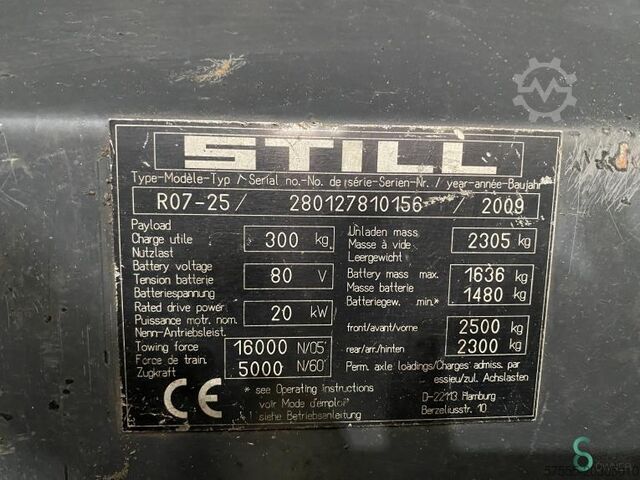 STILL
Type-Modèle-Typ / Serial no.-No. de série-Serien-Nr. / year-année-Baujahr
R07-25 / 280127810156 / 2009
Payload
Charge utile 300 kg
Nutzlast
Battery voltage
Tension batterie 80 V
Batteriespannung
Rated drive power
Puissance motr. nom. 20 kW
Nenn-Antriebsleist.
Towing force 16000 N/05'
Force de train. 5000 N/60'
Zugkraft
Unladen mass
Masse à vide 2305 kg
Leergewicht
Battery mass max. 1636 kg
Masse batterie 1480 kg
Batteriegew. min.*
front/avant/vorne 2500 kg
rear/arr./hinten 2300 kg
Perm. axle loadings/Charges admiss. par
essieu/zul. Achslasten
CE
* see Operating Instructions
voir Mode d'emploi
siehe Betriebsanleitung
D-22113 Hamburg
Berzeliusstr. 10